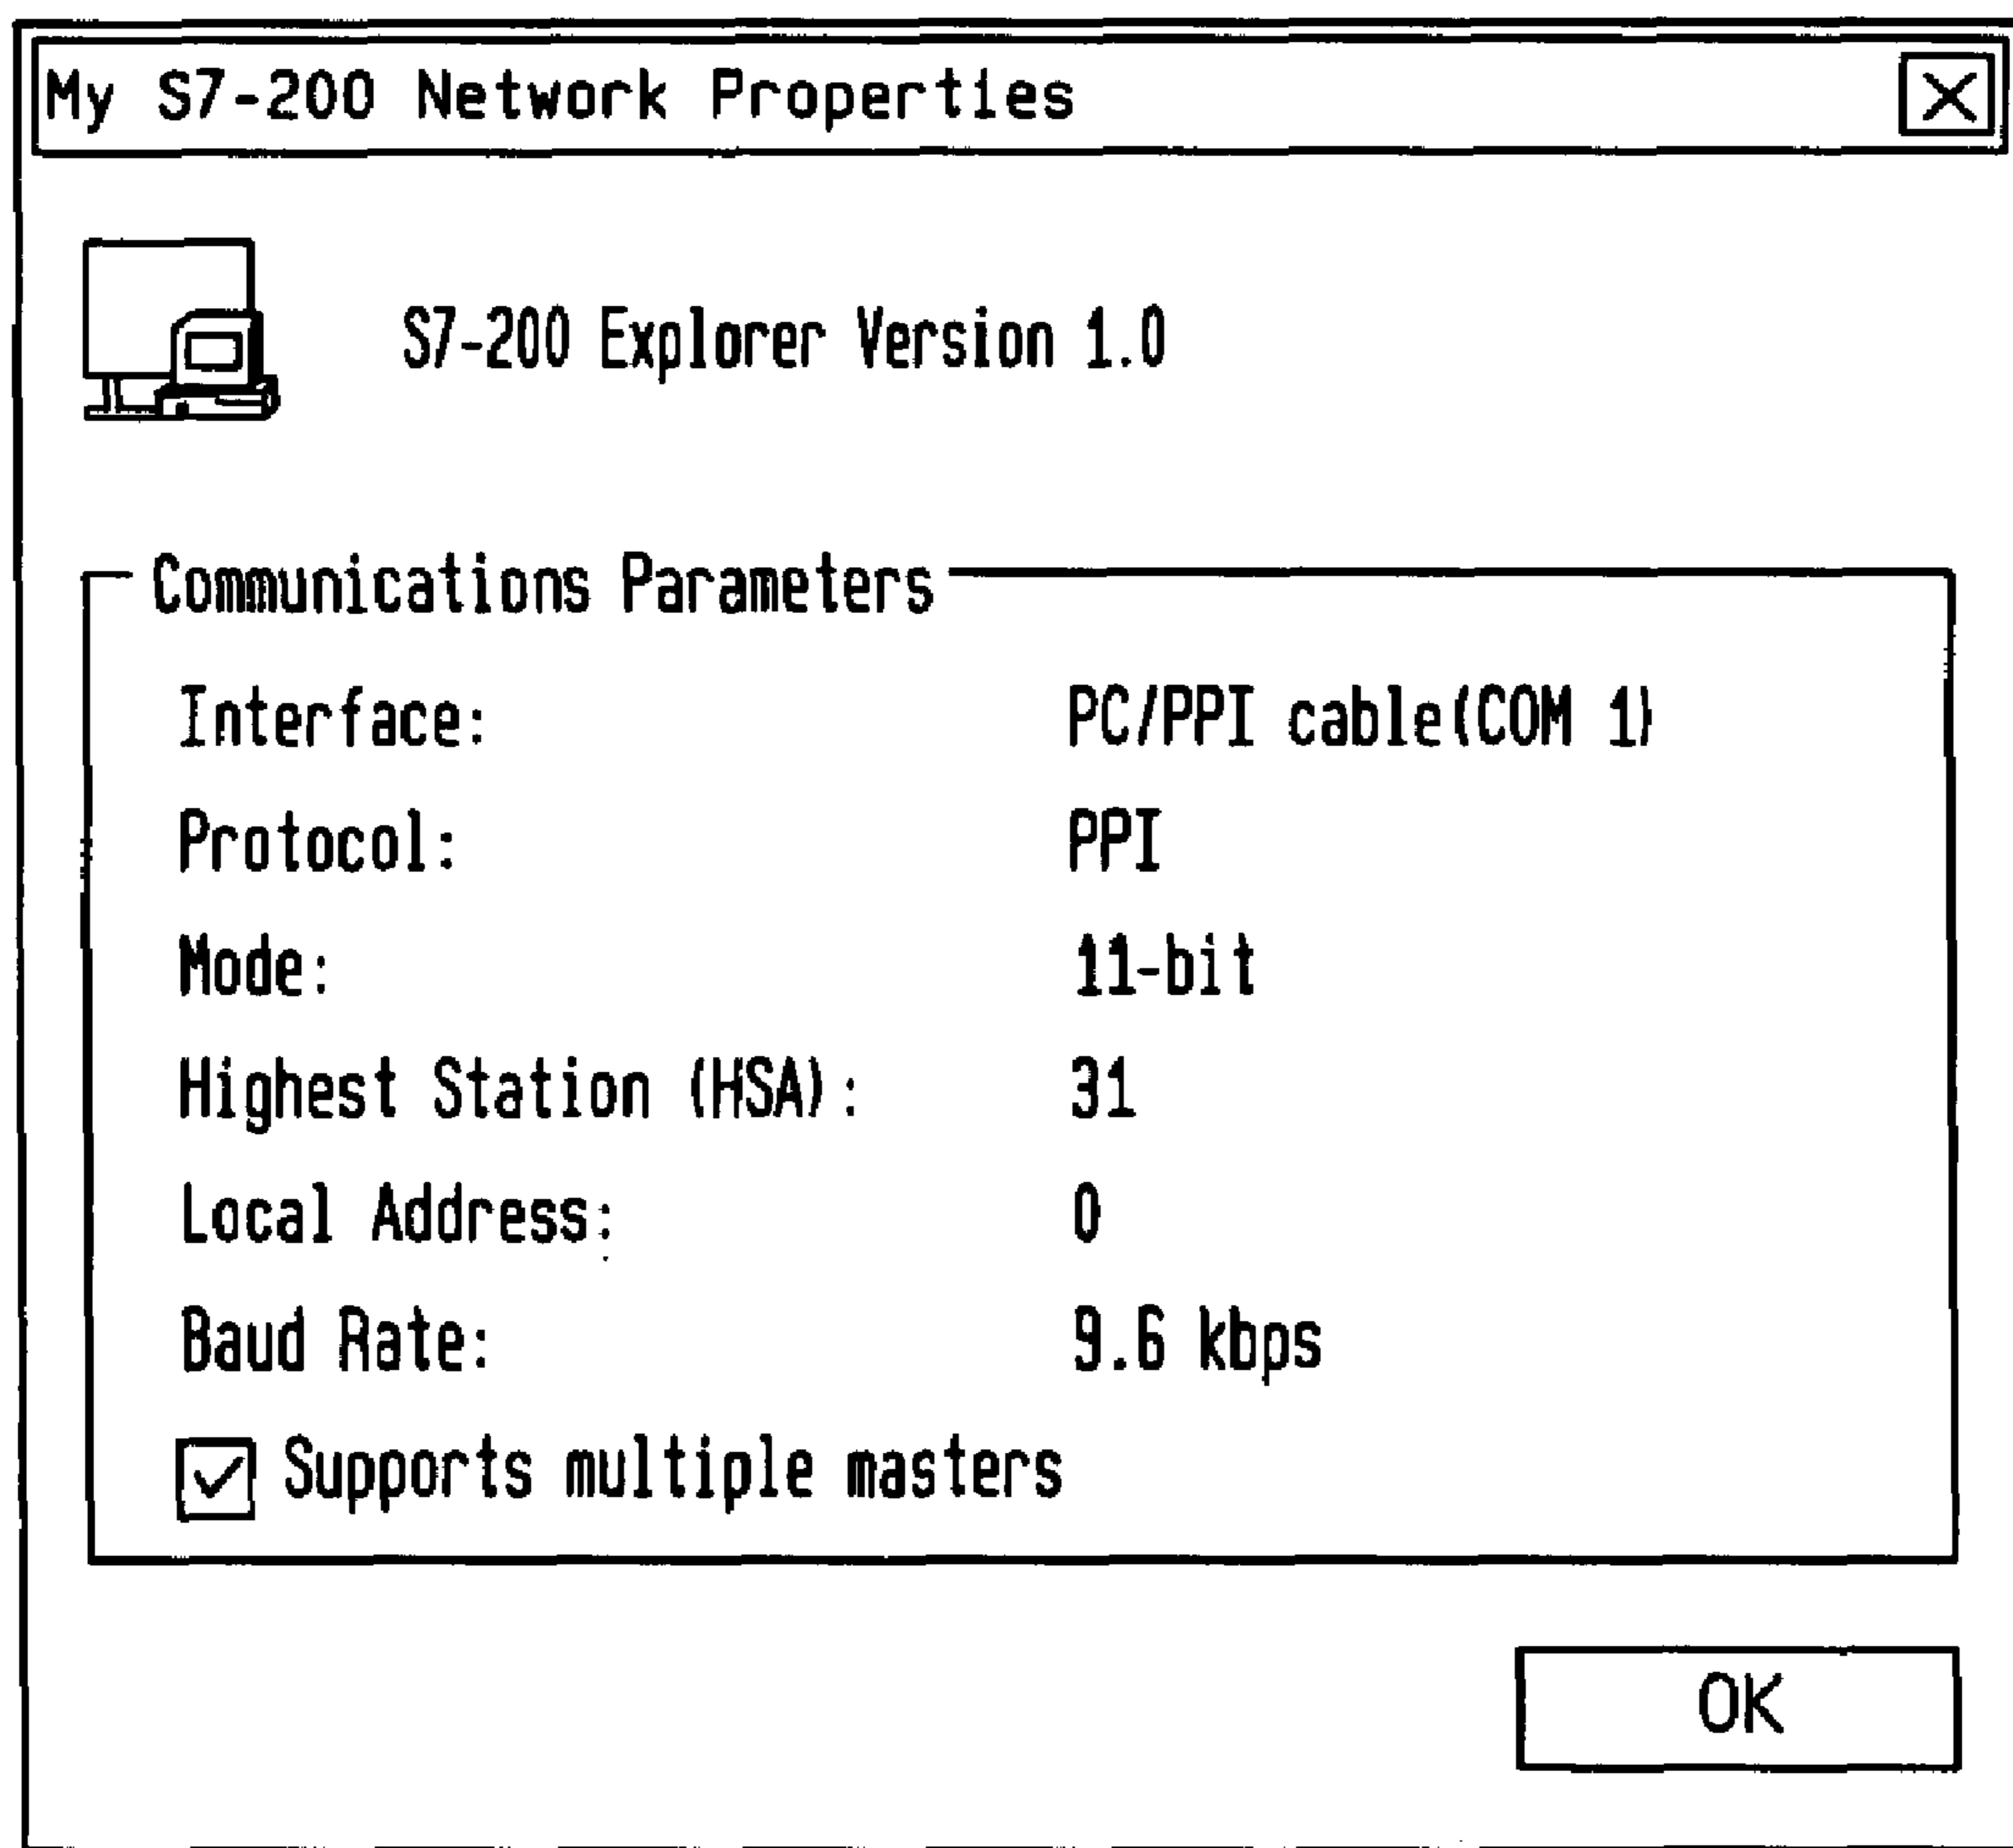 My S7-200 Network Properties
S7-200 Explorer Version 1.0
Communications Parameters
Interface: PC/PPI cable(COM 1)
Protocol: PPI
Mode: 11-bit
Highest Station (HSA): 31
Local Address: 0
Baud Rate: 9.6 kbps
Supports multiple masters
OK